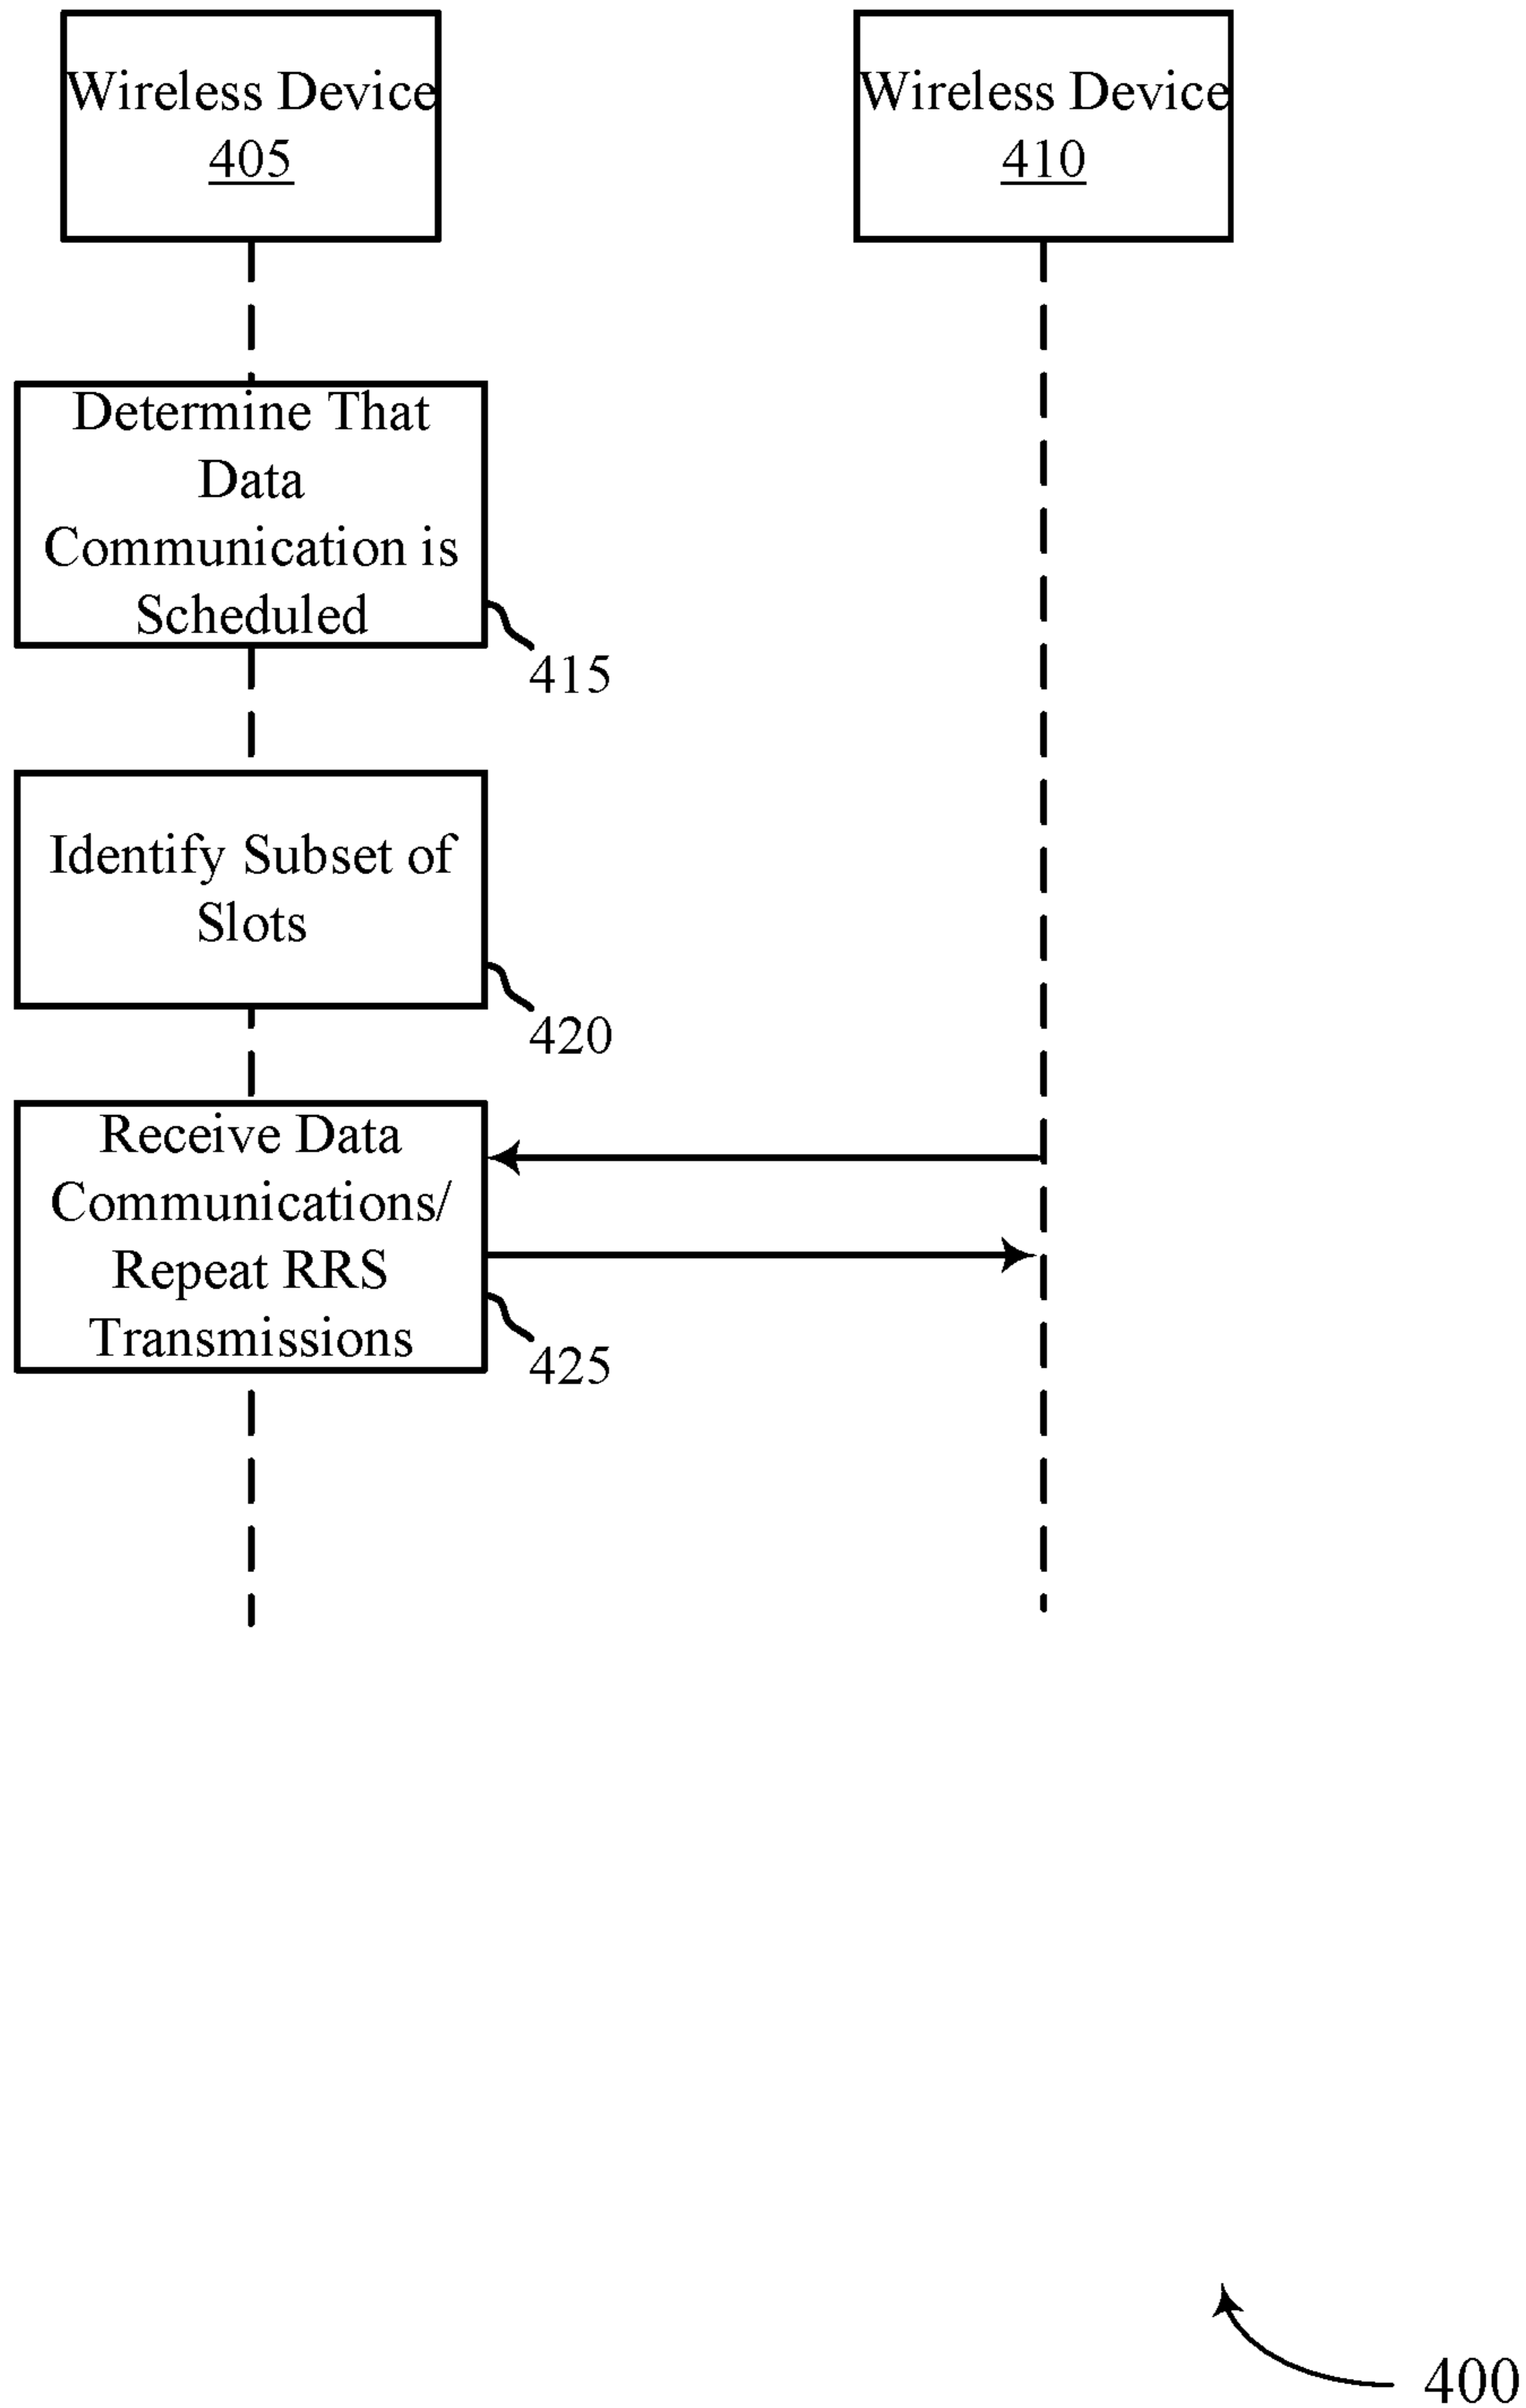 Wireless Device
405
Wireless Device
410
Determine That
Data
Communication is
Scheduled
415
Identify Subset of
Slots
420
Receive Data
Communications/
Repeat RRS
Transmissions
425
400